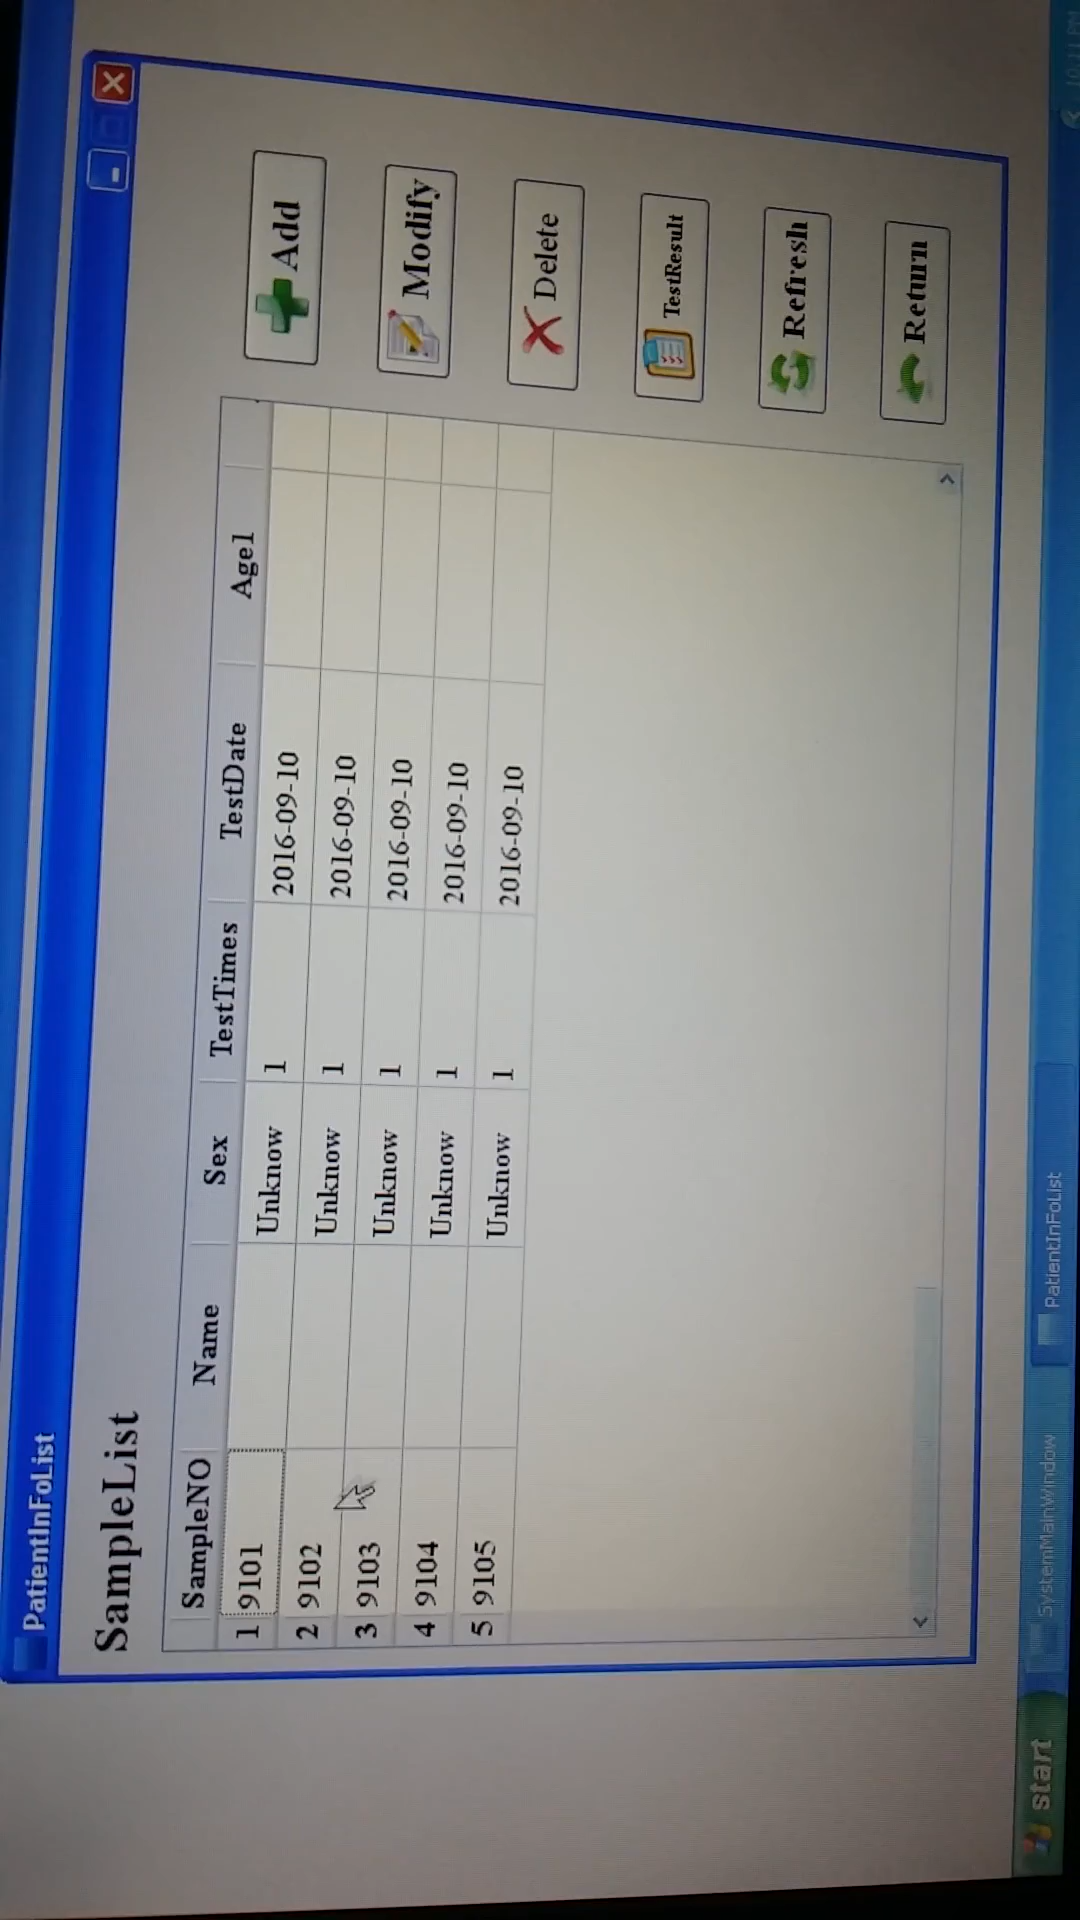 PatientInFoList
SampleList
SampleNO Name Sex TestTimes TestDate Age1
1 9101 Unknow 1 2016-09-10
2 9102 Unknow 1 2016-09-10
3 9103 Unknow 1 2016-09-10
4 9104 Unknow 1 2016-09-10
5 9105 Unknow 1 2016-09-10
Add
Modify
Delete
TestResult
Refresh
Return
start SystemMainWindow PatientInFoList